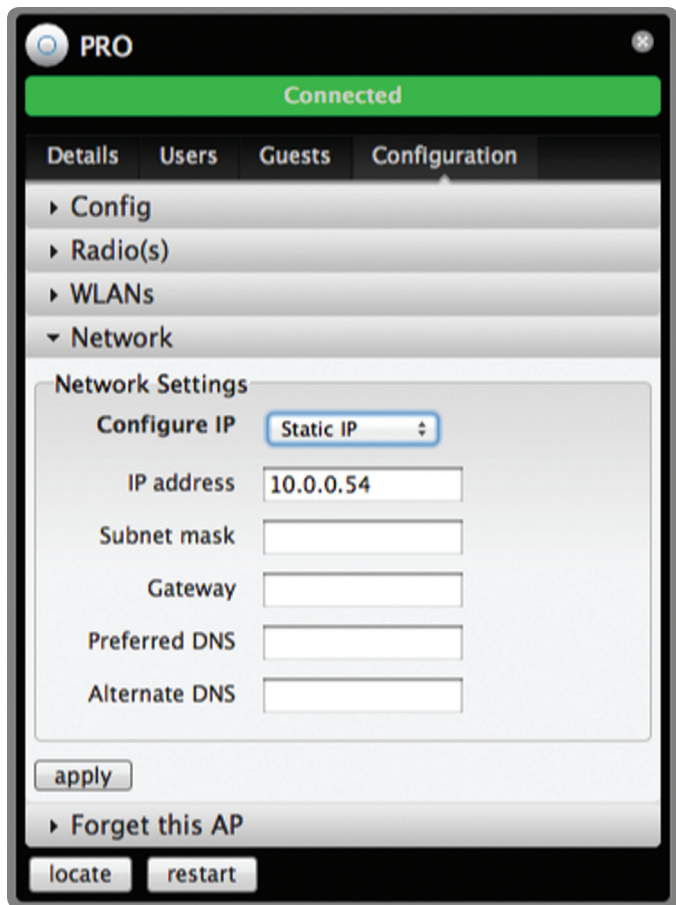 PRO
Connected
Details Users Guests Configuration
Config
Radio(s)
WLANs
Network
Network Settings
Configure IP Static IP
IP address 10.0.0.54
Subnet mask
Gateway
Preferred DNS
Alternate DNS
apply
Forget this AP
locate restart